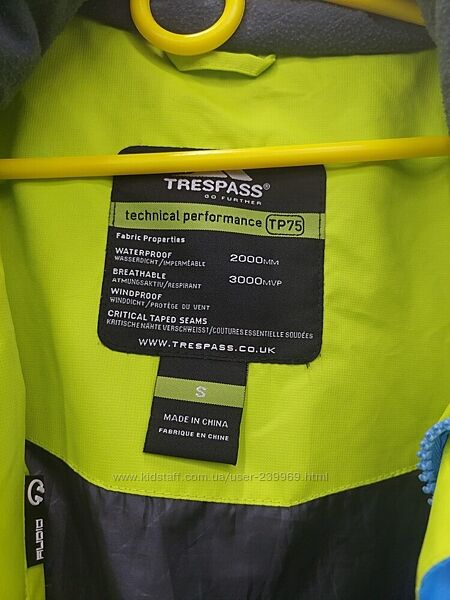 TRESPASS®
GO FURTHER
technical performance TP75
Fabric Properties
WATERPROOF 2000MM
WASSERDICHT/IMPERMÉABLE
BREATHABLE 3000MVP
ATMUNGSAKTIV/RESPIRANT
WINDPROOF
WINDDICHT/PROTÈGE DU VENT
CRITICAL TAPED SEAMS
KRITISCHE NÄHTE VERSCHWEISST/COUTURES ESSENTIELLE SOUDÉES
WWW.TRESPASS.CO.UK
S
MADE IN CHINA
FABRIQUE EN CHINE
www.kidstaff.com.ua/user-239969.html
AUDIO